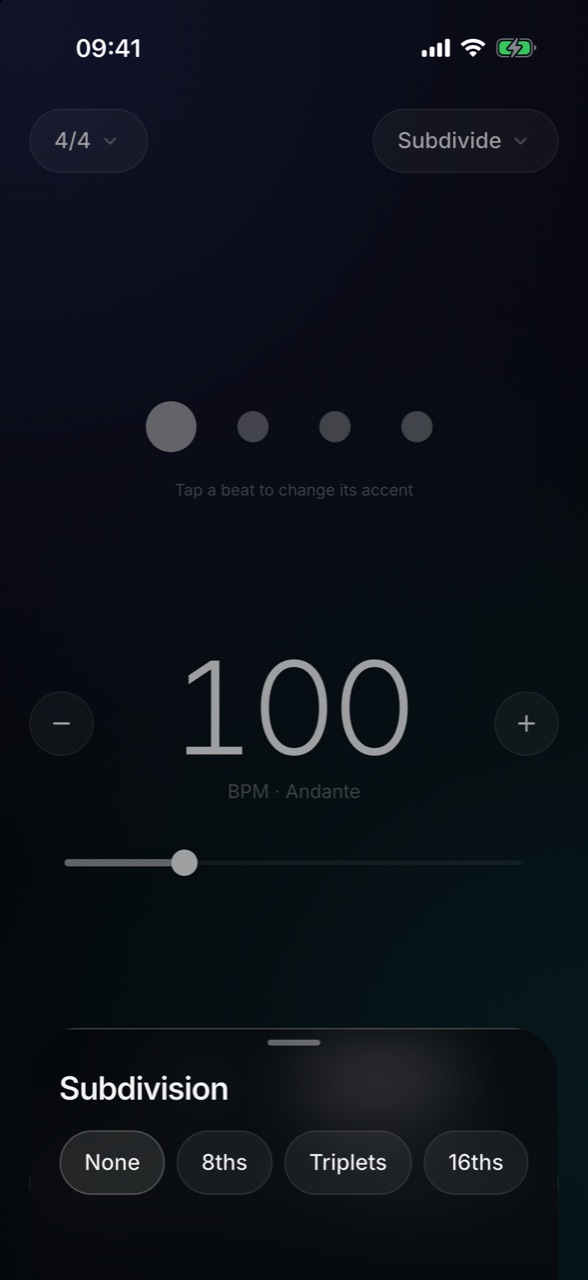 09:41
4/4
Subdivide
Tap a beat to change its accent
−
100
+
BPM · Andante
Subdivision
None 8ths Triplets 16ths